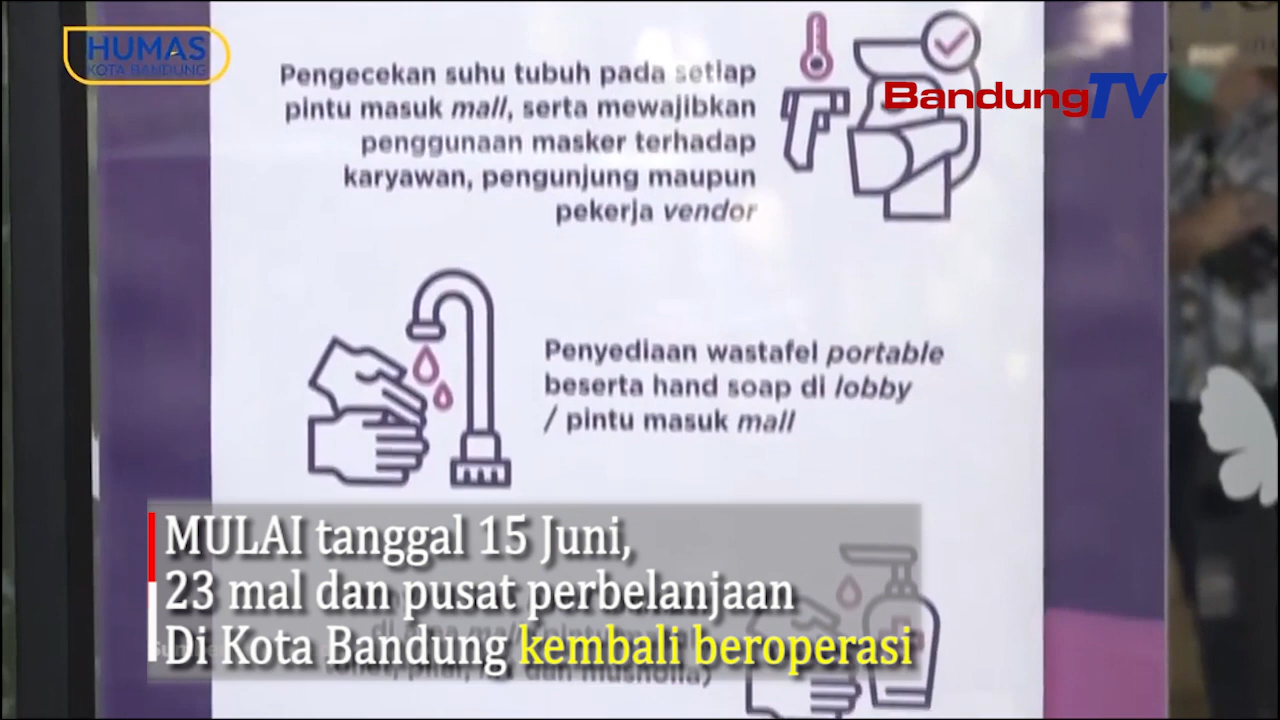 HUMAS
KOTA BANDUNG
BandungTV
Pengecekan suhu tubuh pada setiap
pintu masuk mall, serta mewajibkan
penggunaan masker terhadap
karyawan, pengunjung maupun
pekerja vendor
Penyediaan wastafel portable
beserta hand soap di lobby
/ pintu masuk mall
MULAI tanggal 15 Juni,
23 mal dan pusat perbelanjaan
Di Kota Bandung kembali beroperasi